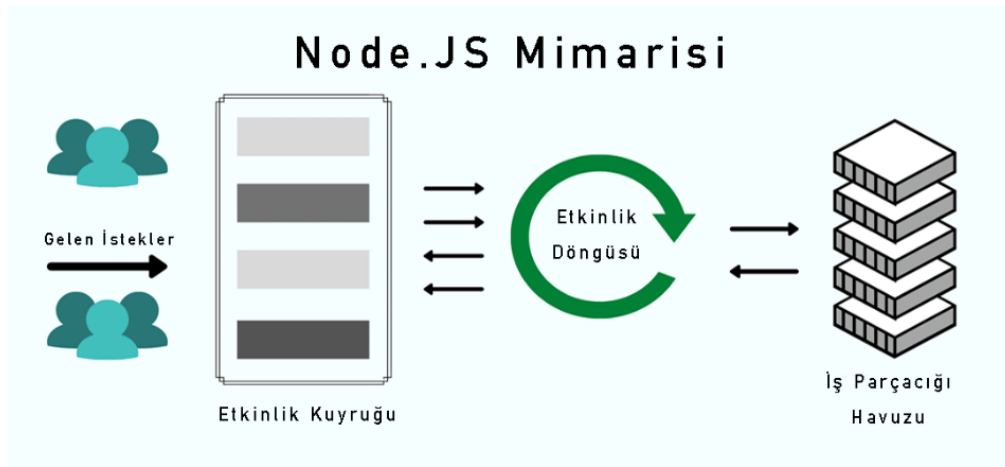 Node.JS Mimarisi
Gelen İstekler
Etkinlik Kuyruğu
Etkinlik
Döngüsü
İş Parçacığı
Havuzu